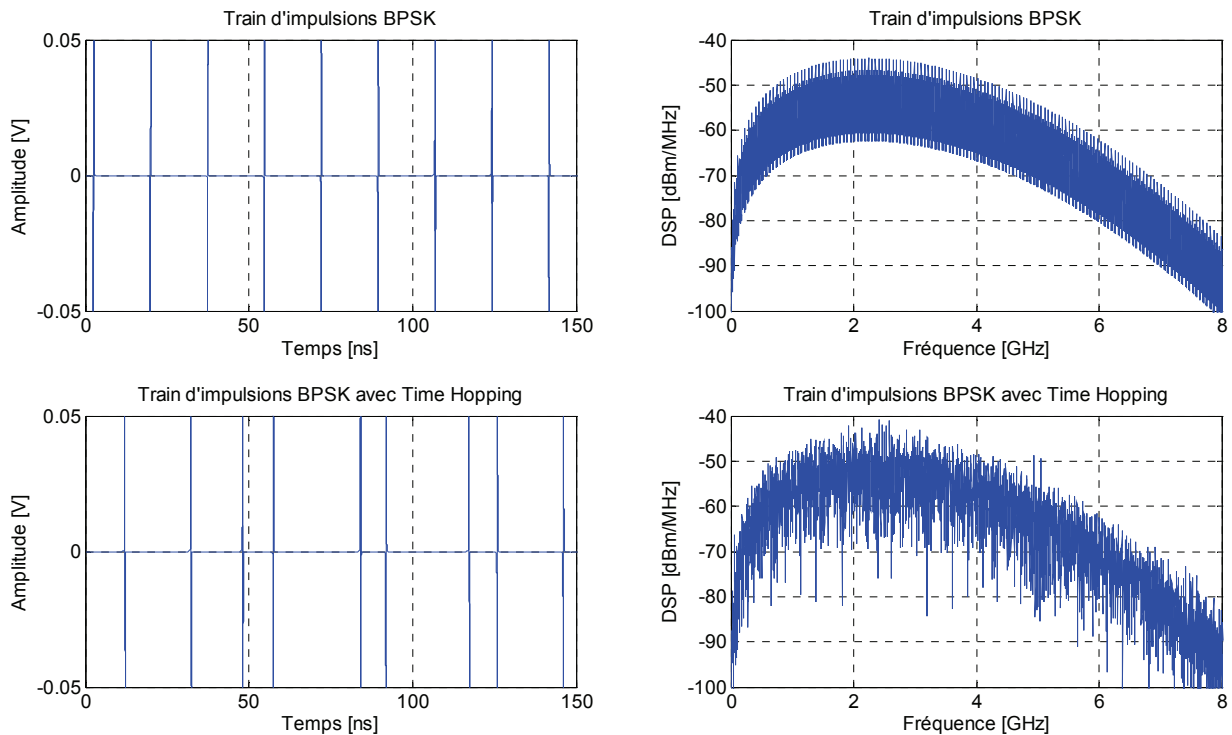 Train d'impulsions BPSK
0.05
0
-0.05
Amplitude [V]
0 50 100 150
Temps [ns]
Train d'impulsions BPSK
-40
-50
-60
-70
-80
-90
-100
DSP [dBm/MHz]
0 2 4 6 8
Fréquence [GHz]
Train d'impulsions BPSK avec Time Hopping
0.05
0
-0.05
Amplitude [V]
0 50 100 150
Temps [ns]
Train d'impulsions BPSK avec Time Hopping
-40
-50
-60
-70
-80
-90
-100
DSP [dBm/MHz]
0 2 4 6 8
Fréquence [GHz]